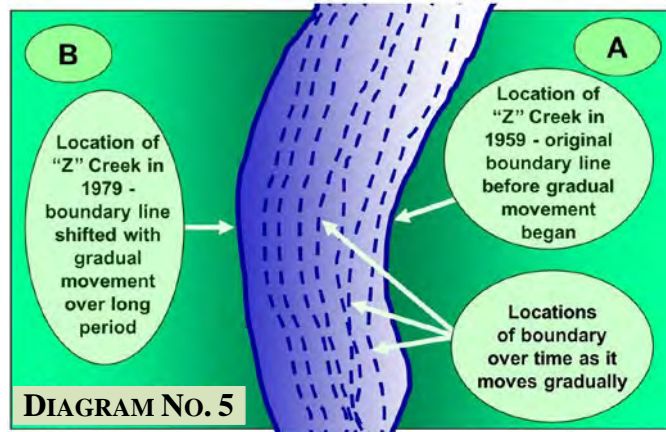 B
A
Location of
“Z” Creek in
1979 -
boundary line
shifted with
gradual
movement
over long
period
Location of
“Z” Creek in
1959 - original
boundary line
before gradual
movement
began
Locations
of boundary
over time as it
moves gradually
DIAGRAM NO. 5